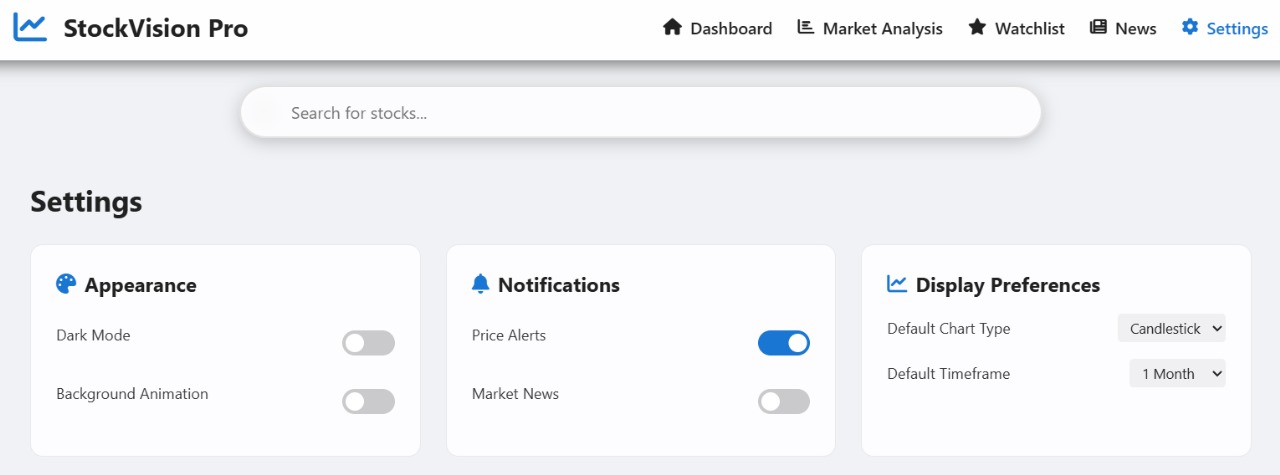 StockVision Pro
Dashboard
Market Analysis
Watchlist
News
Settings
Search for stocks...
Settings
Appearance
Dark Mode
Background Animation
Notifications
Price Alerts
Market News
Display Preferences
Default Chart Type
Candlestick
Default Timeframe
1 Month